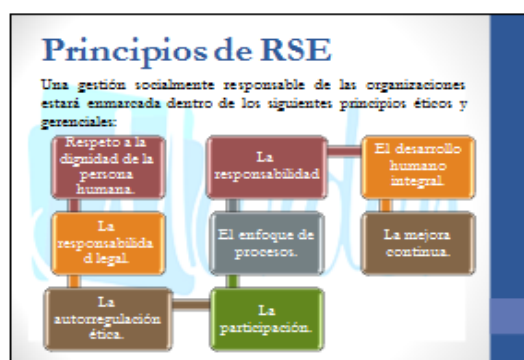 Principios de RSE
Una gestión socialmente responsable de las organizaciones
estará enmarcada dentro de los siguientes principios éticos y
gerenciales:
Respeto a la
dignidad de la
persona
humana.
La
responsabilida
d legal.
La
autorregulación
ética.
La
participación.
El enfoque de
procesos.
La
responsabilidad
El desarrollo
humano
integral.
La mejora
continua.